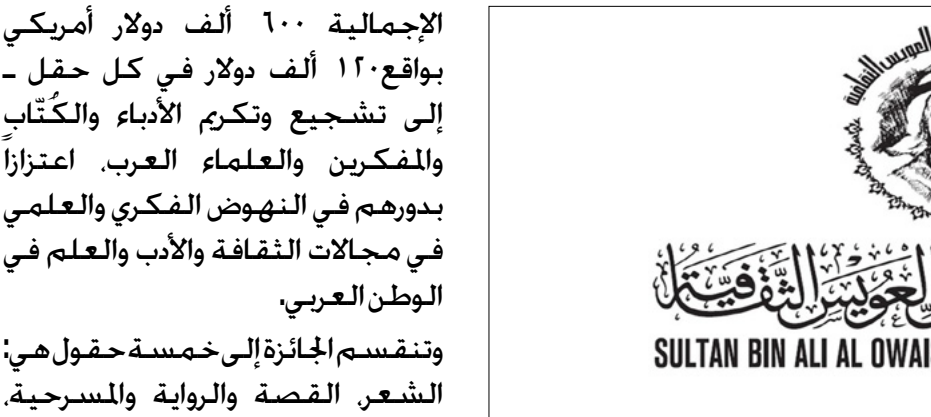 الإجمالية ٦٠٠ ألف دولار أمريكي
بواقع١٢٠ ألف دولار في كل حقل ـ
إلى تشجيع وتكريم الأدباء والكُتّاب
والمفكرين والعلماء العرب، اعتزازاً
بدورهم في النهوض الفكري والعلمي
في مجالات الثقافة والأدب والعلم في
الوطن العربي.
وتنقسم الجائزة إلى خمسة حقول هي:
الشعر، القصة والرواية والمسرحية،
العويس الثقافية
العويس الثقافية
SULTAN BIN ALI AL OWAI